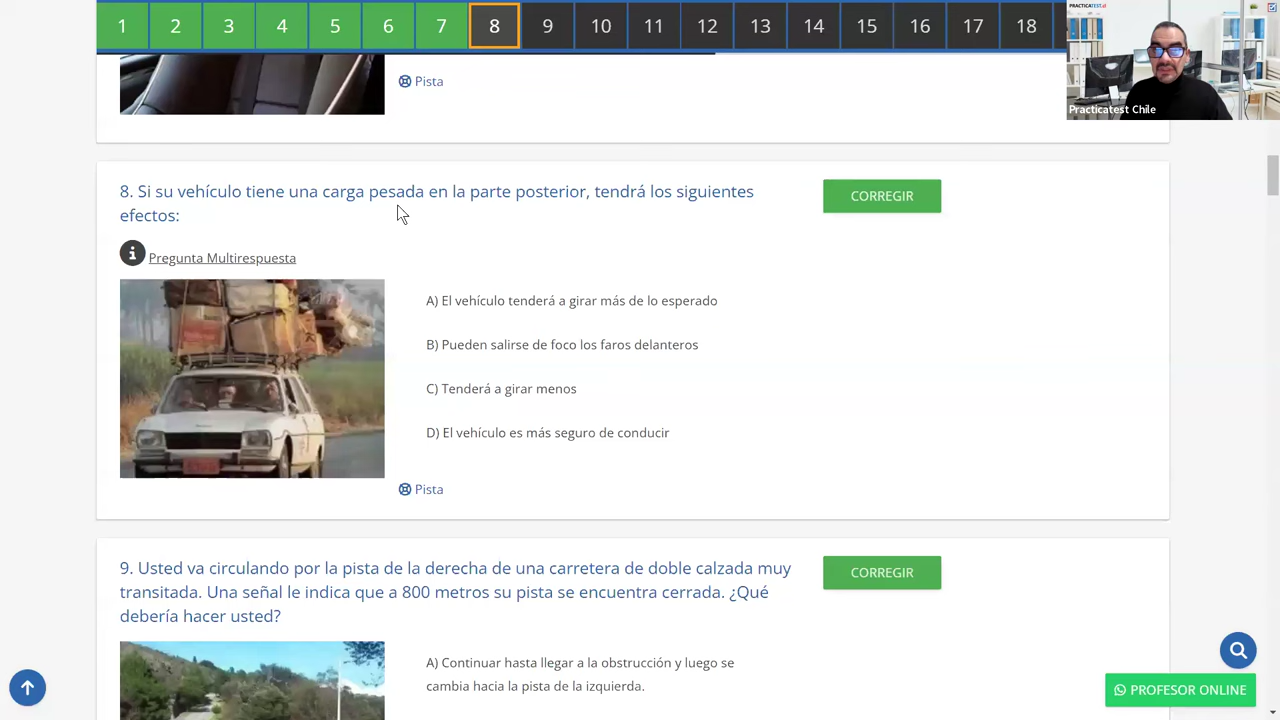 1 2 3 4 5 6 7 8 9 10 11 12 13 14 15 16 17 18
PRACTICATEST.cl
Practicatest Chile
Pista
8. Si su vehículo tiene una carga pesada en la parte posterior, tendrá los siguientes
efectos:
CORREGIR
Pregunta Multirespuesta
A) El vehículo tenderá a girar más de lo esperado
B) Pueden salirse de foco los faros delanteros
C) Tenderá a girar menos
D) El vehículo es más seguro de conducir
Pista
9. Usted va circulando por la pista de la derecha de una carretera de doble calzada muy
transitada. Una señal le indica que a 800 metros su pista se encuentra cerrada. ¿Qué
debería hacer usted?
CORREGIR
A) Continuar hasta llegar a la obstrucción y luego se
cambia hacia la pista de la izquierda.
PROFESOR ONLINE